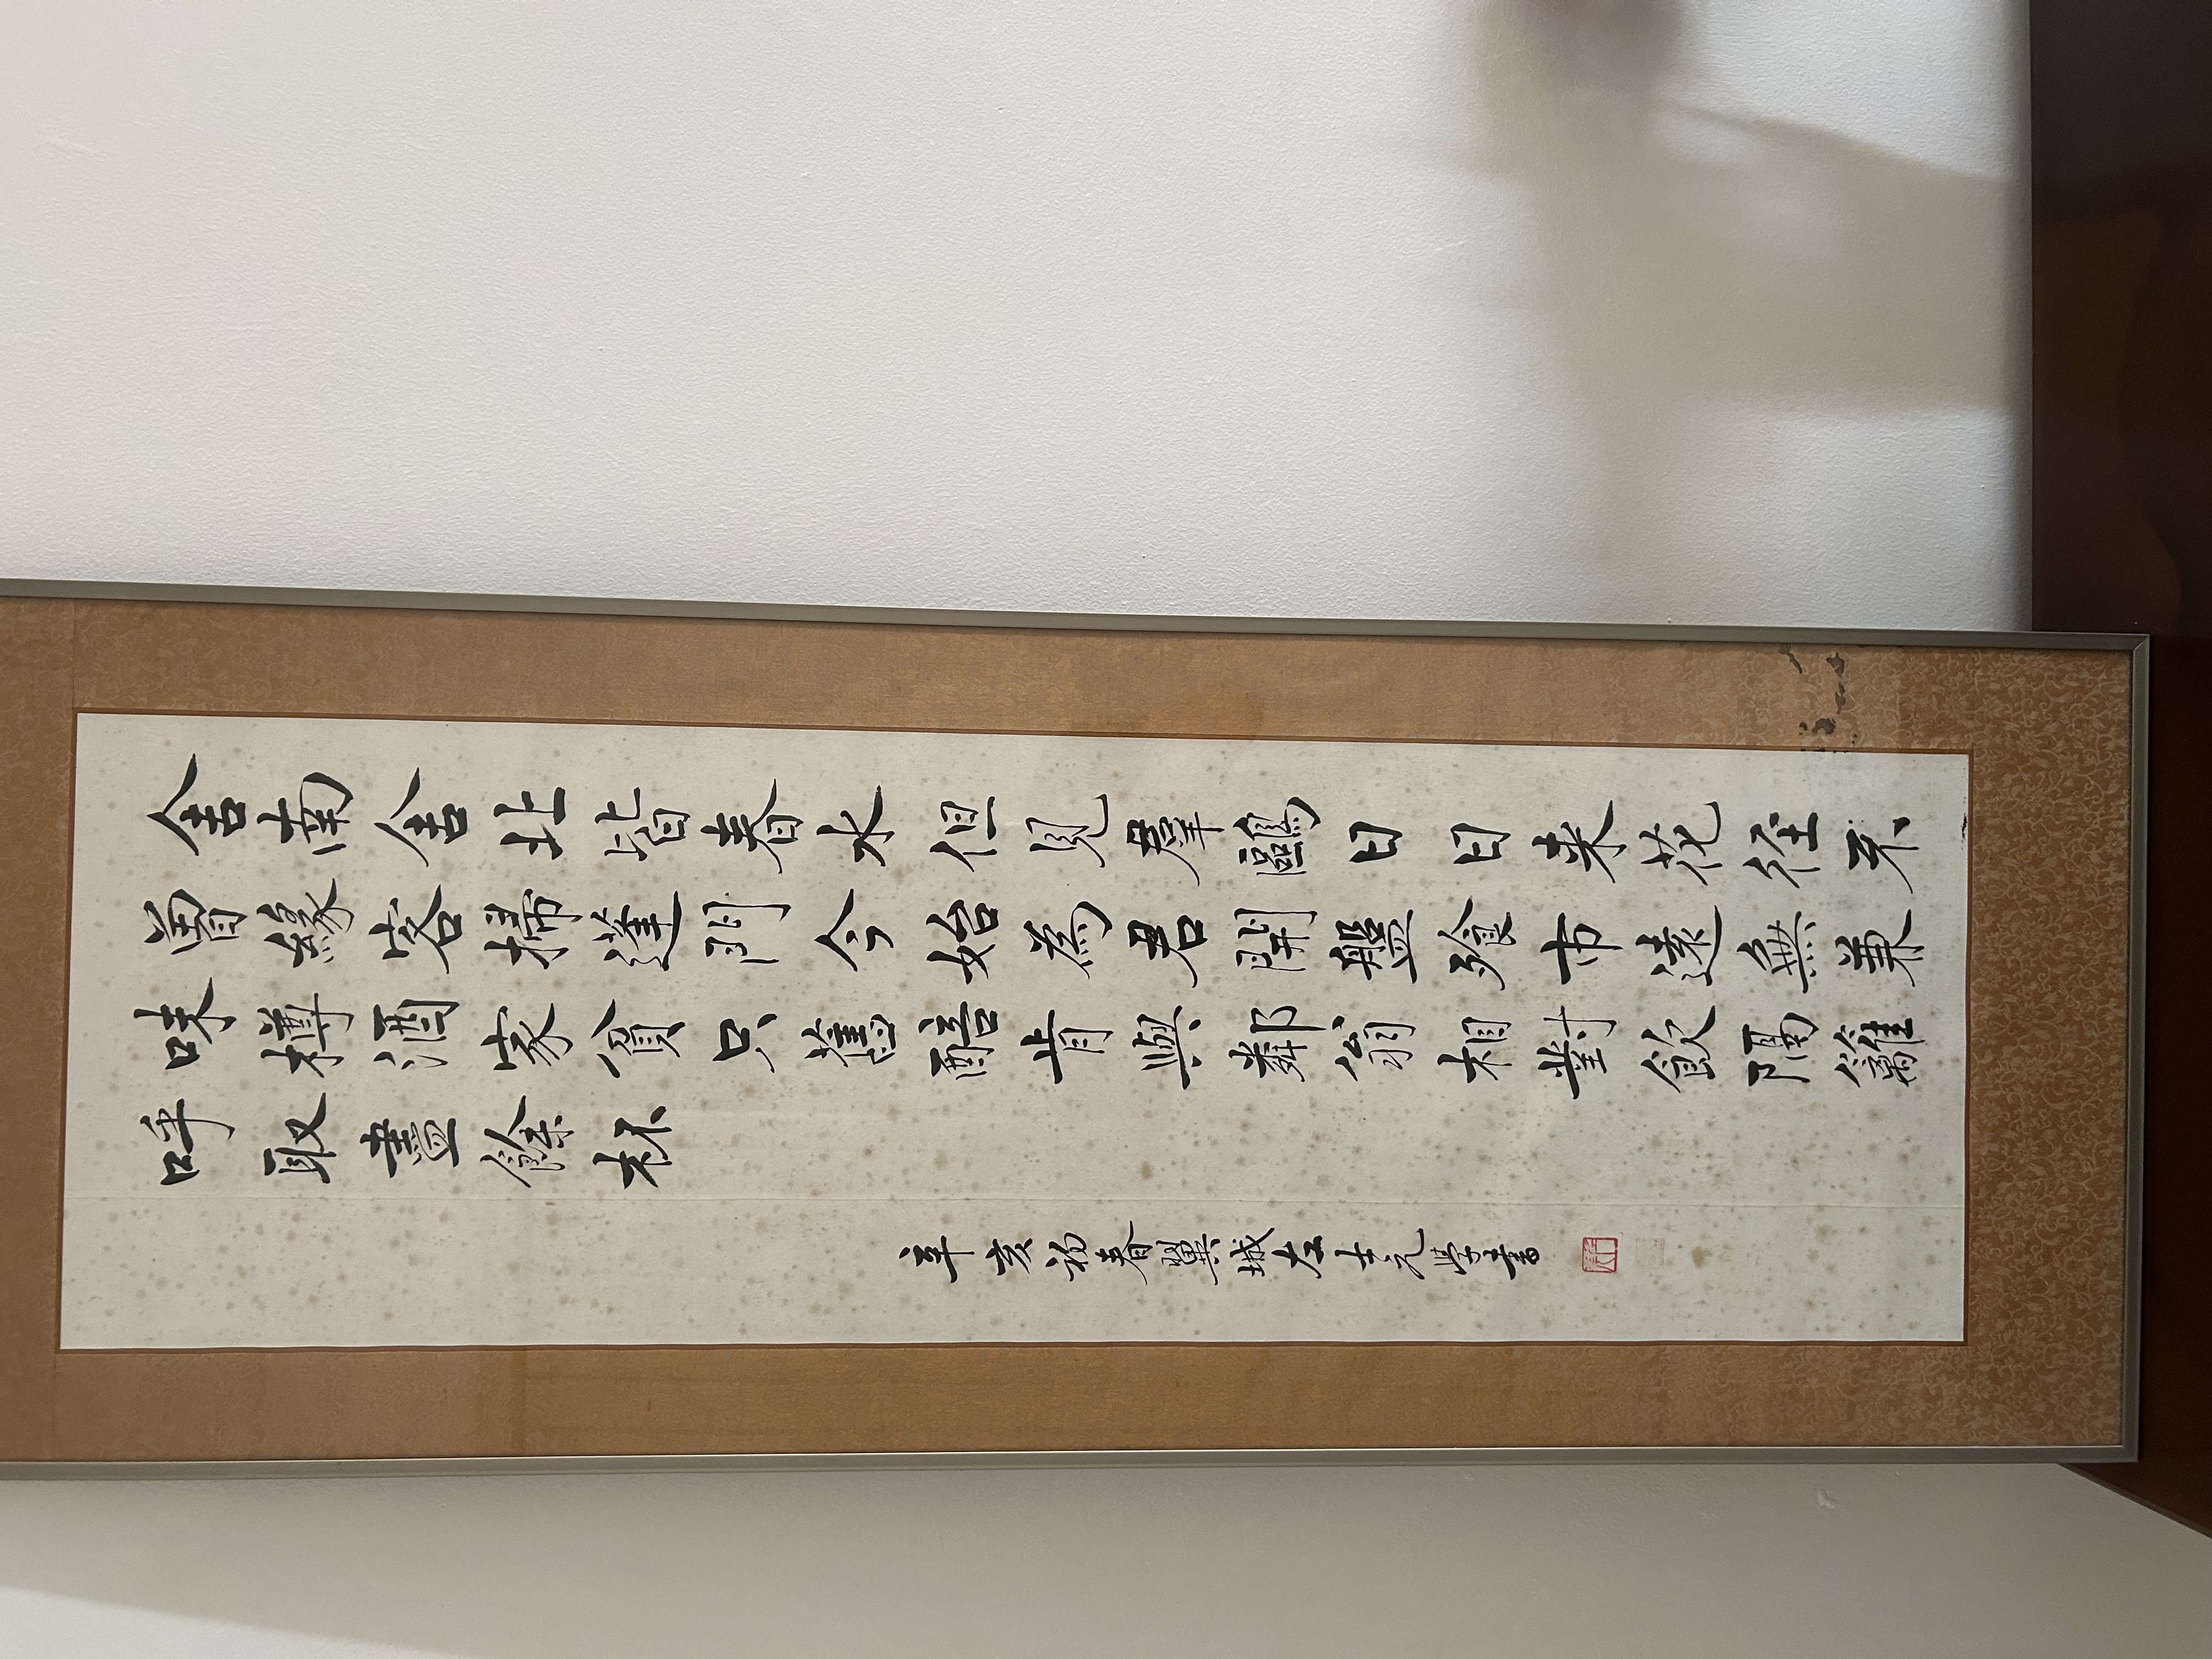 舍南舍北皆春水但見羣鷗日日来花径不
曾緣客掃蓬門今始為君開盤飱市遠無兼
味樽酒家貧只舊醅肯與鄰翁相對飲隔籬
呼取盡餘杯
辛亥初春翼城左士元學書